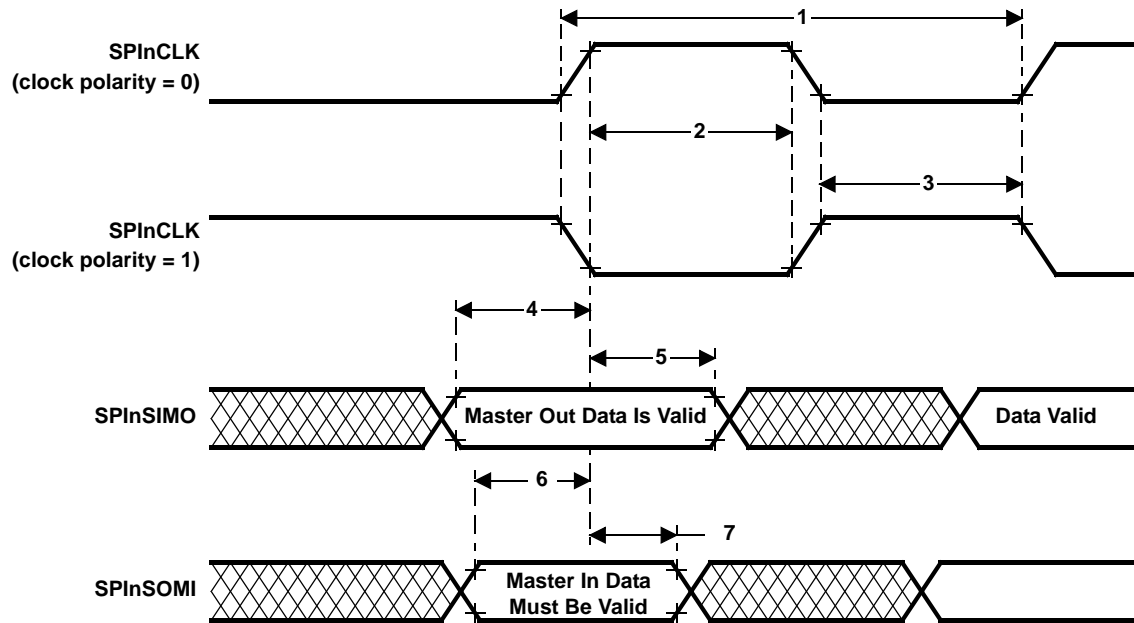 1
SPInCLK
(clock polarity = 0)
2
3
SPInCLK
(clock polarity = 1)
4
5
SPInSIMO
Master Out Data Is Valid
Data Valid
6
7
SPInSOMI
Master In Data
Must Be Valid